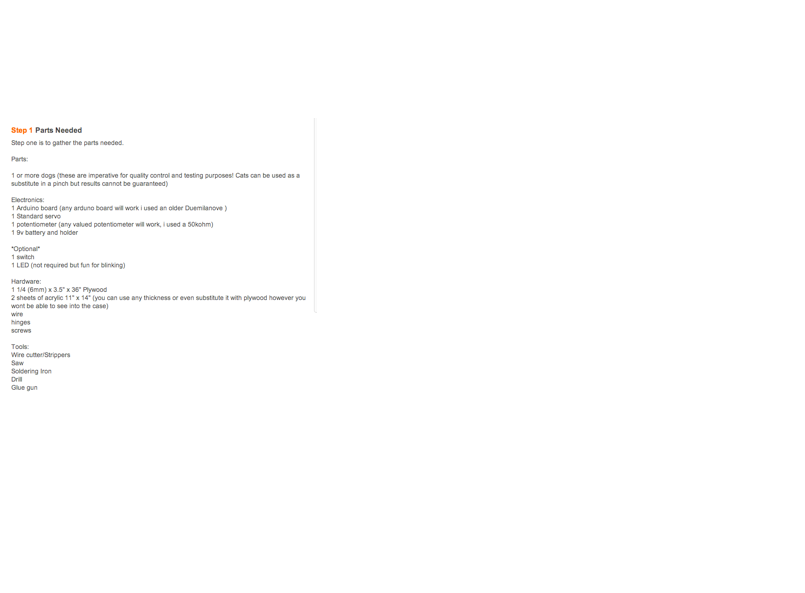 Step 1 Parts Needed
Step one is to gather the parts needed.
Parts:
1 or more dogs (these are imperative for quality control and testing purposes! Cats can be used as a
substitute in a pinch but results cannot be guaranteed)
Electronics:
1 Arduino board (any arduno board will work i used an older Duemilanove )
1 Standard servo
1 potentiometer (any valued potentiometer will work, i used a 50kohm)
1 9v battery and holder
*Optional*
1 switch
1 LED (not required but fun for blinking)
Hardware:
1 1/4 (6mm) x 3.5" x 36" Plywood
2 sheets of acrylic 11" x 14" (you can use any thickness or even substitute it with plywood however you
wont be able to see into the case)
wire
hinges
screws
Tools:
Wire cutter/Strippers
Saw
Soldering Iron
Drill
Glue gun